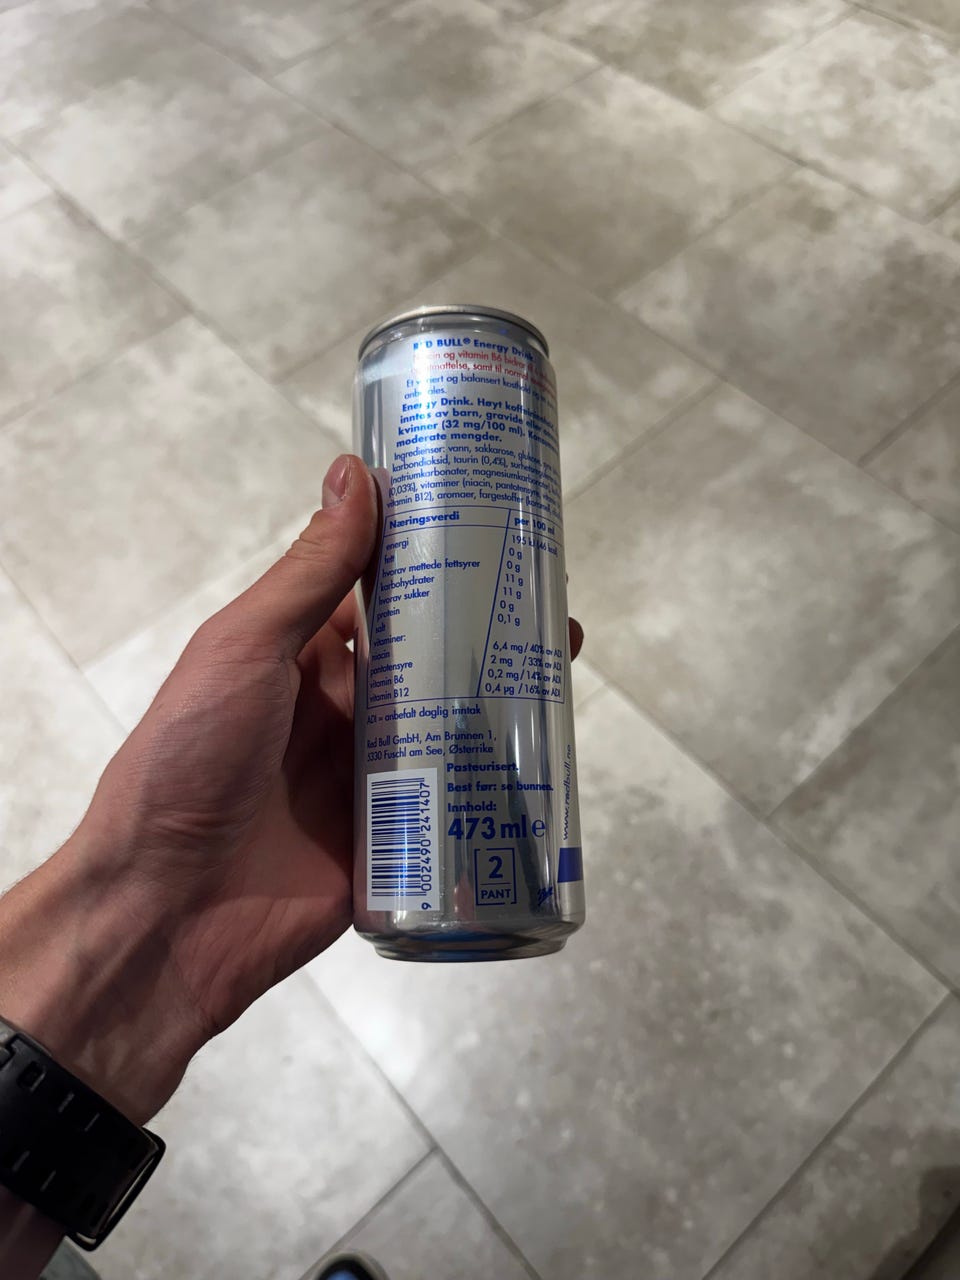 RED BULL® Energy Drink
og vitamin B6 bidrar
utmattelse, samt til normal
Et variert og balansert kosthold og en
anbefales.
Energy Drink. Høyt koffeininnhold.
inntas av barn, gravide eller
kvinner (32 mg/100 ml).
moderate mengder.
Ingredienser: vann, sakkarose, glukose,
karbondioksid, taurin (0,4%),
(natriumkarbonater, magnesiumkarbonater),
(0,03%), vitaminer (niacin, pantotensyre,
vitamin B12), aromaer, fargestoffer (karamell,
Næringsverdi per 100 ml
energi 195 kJ (46 kcal)
fett 0 g
hvorav mettede fettsyrer 0 g
karbohydrater 11 g
hvorav sukker 11 g
protein 0 g
salt 0,1 g
vitaminer:
niacin 6,4 mg / 40% av ADI
pantotensyre 2 mg / 33% av ADI
vitamin B6 0,2 mg / 14% av ADI
vitamin B12 0,4 µg / 16% av ADI
ADI = anbefalt daglig inntak
Red Bull GmbH, Am Brunnen 1,
5330 Fuschl am See, Østerrike
Pasteurisert.
Best før: se bunnen.
Innhold:
473 ml e
2
PANT
9 002490 241407